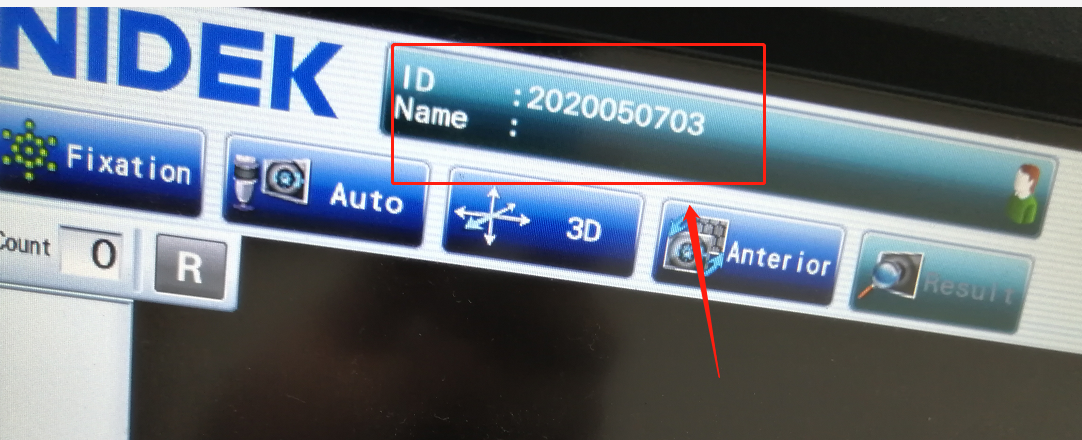 NIDEK
ID :2020050703
Name :
Fixation
Auto
3D
Anterior
Result
Count 0
R